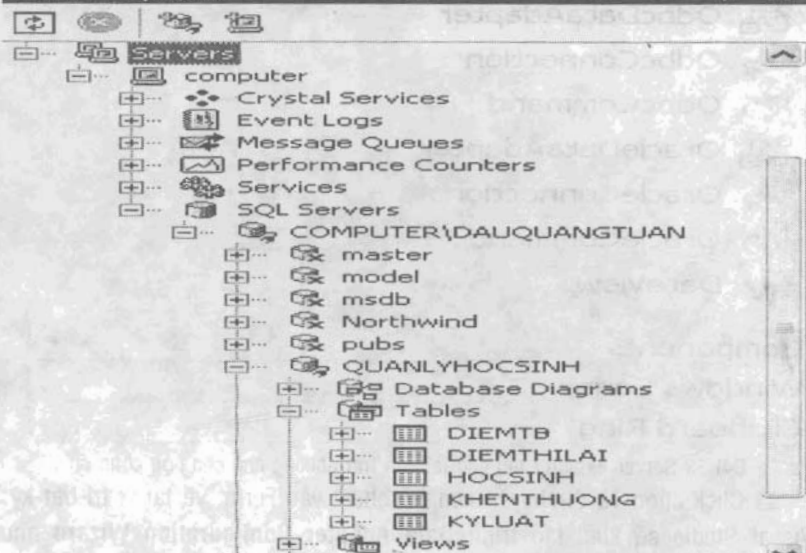 Servers
computer
Crystal Services
Event Logs
Message Queues
Performance Counters
Services
SQL Servers
COMPUTER\DAUQUANGTUAN
master
model
msdb
Northwind
pubs
QUANLYHOCSINH
Database Diagrams
Tables
DIEMTB
DIEMTHILAI
HOCSINH
KHENTHUONG
KYLUAT
Views